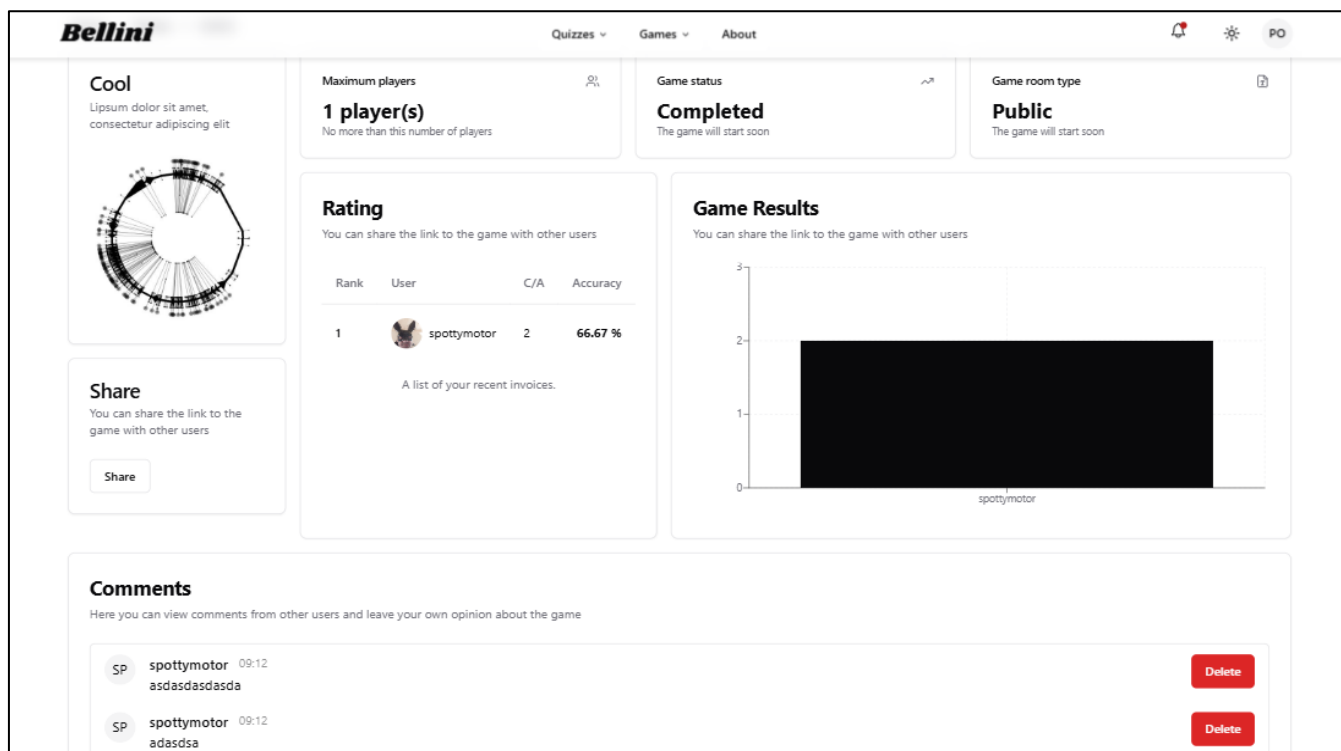 Bellini
Quizzes
Games
About
PO
Cool
Lipsum dolor sit amet,
consectetur adipiscing elit
Maximum players
1 player(s)
No more than this number of players
Game status
Completed
The game will start soon
Game room type
Public
The game will start soon
Share
You can share the link to the
game with other users
Share
Rating
You can share the link to the game with other users
Rank User C/A Accuracy
1 spottymotor 2 66.67 %
A list of your recent invoices.
Game Results
You can share the link to the game with other users
3
2
1
0
spottymotor
Comments
Here you can view comments from other users and leave your own opinion about the game
SP spottymotor 09:12
asdasdasdasda
Delete
SP spottymotor 09:12
adasdsa
Delete